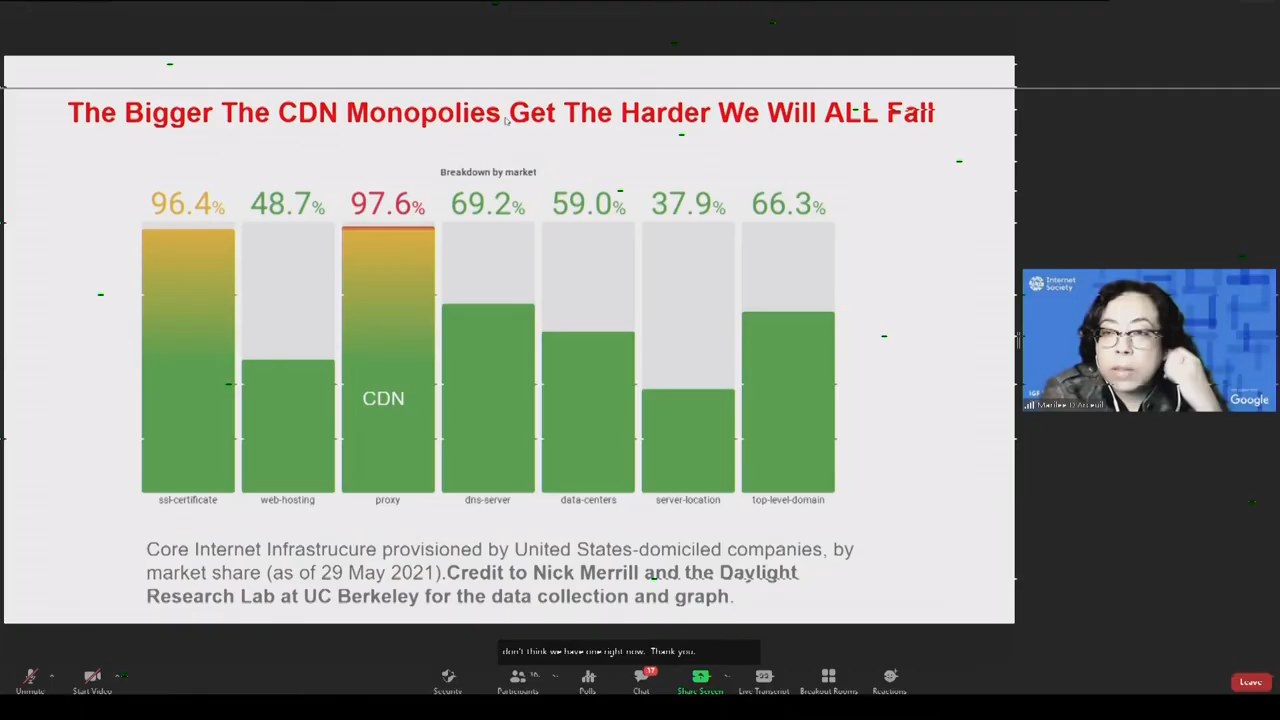 The Bigger The CDN Monopolies Get The Harder We Will ALL Fall
Breakdown by market
96.4% 48.7% 97.6% 69.2% 59.0% 37.9% 66.3%
CDN
ssl-certificate web-hosting proxy dns-server data-centers server-location top-level-domain
Core Internet Infrastrucure provisioned by United States-domiciled companies, by
market share (as of 29 May 2021).Credit to Nick Merrill and the Daylight
Research Lab at UC Berkeley for the data collection and graph.
Internet
Society
IGF
Google
don't think we have one right now. Thank you.
17
Unmute Start Video Security Participants Polls Chat Share Screen Live Transcript Breakout Rooms Reactions Leave